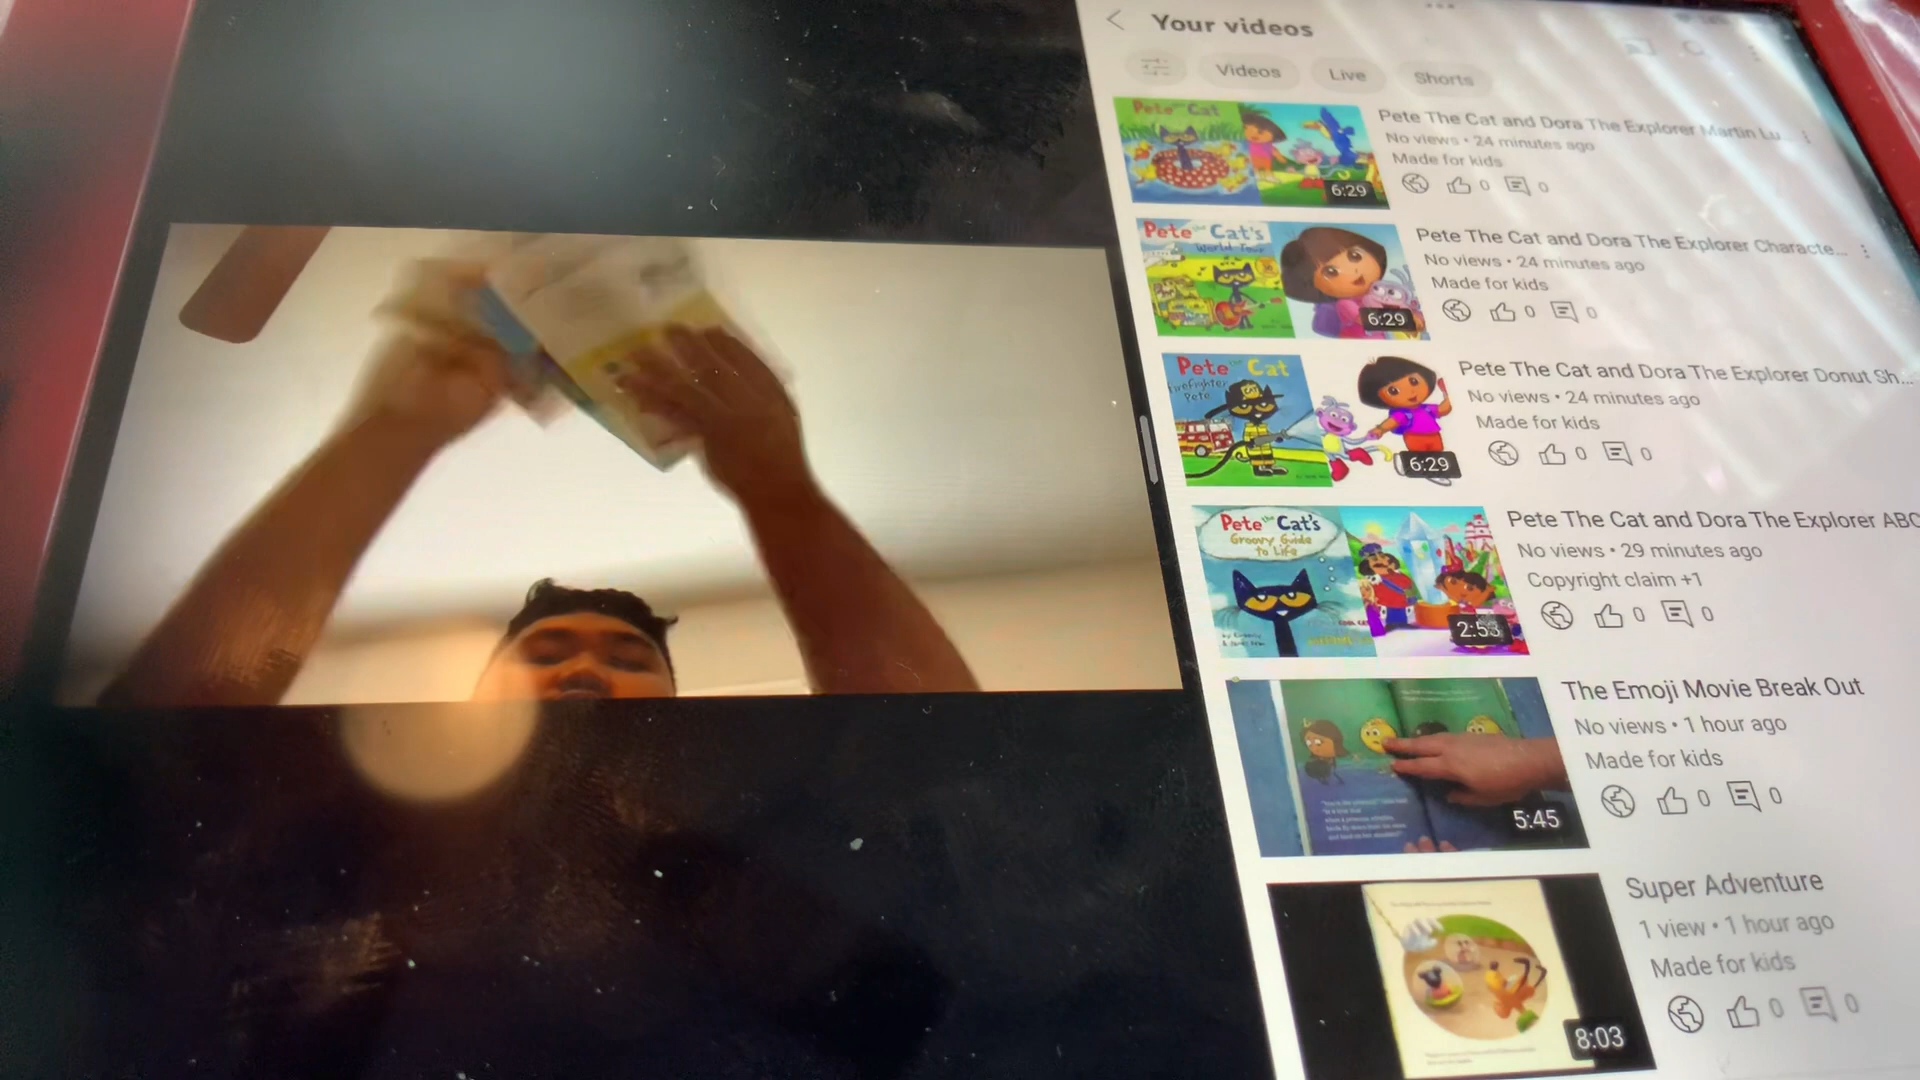 Your videos
Videos
Live
Shorts
Pete the Cat
6:29
Pete The Cat and Dora The Explorer Martin Lu...
No views • 24 minutes ago
Made for kids
0
0
Pete the Cat's
World Tour
6:29
Pete The Cat and Dora The Explorer Characte...
No views • 24 minutes ago
Made for kids
0
0
Pete the Cat
Firefighter
Pete
6:29
Pete The Cat and Dora The Explorer Donut Sh...
No views • 24 minutes ago
Made for kids
0
0
Pete the Cat's
Groovy Guide
to Life
2:53
Pete The Cat and Dora The Explorer ABC
No views • 29 minutes ago
Copyright claim +1
0
0
5:45
The Emoji Movie Break Out
No views • 1 hour ago
Made for kids
0
0
8:03
Super Adventure
1 view • 1 hour ago
Made for kids
0
0